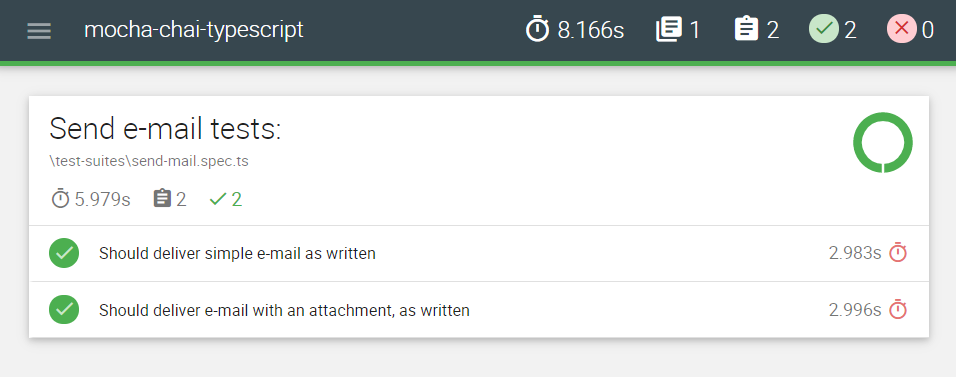 mocha-chai-typescript 8.166s 1 2 2 0
Send e-mail tests:
\test-suites\send-mail.spec.ts
5.979s 2 2
Should deliver simple e-mail as written 2.983s
Should deliver e-mail with an attachment, as written 2.996s